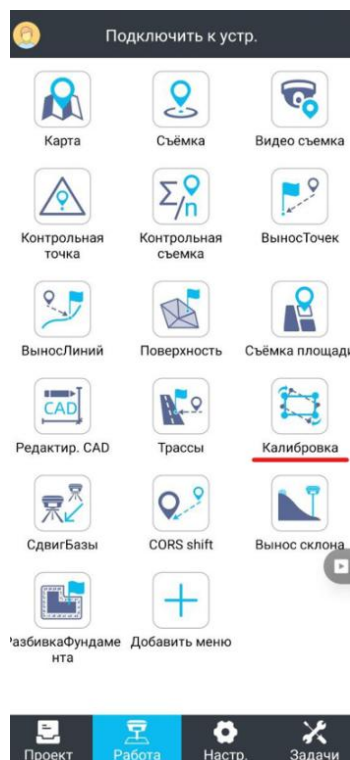 Подключить к устр.
Карта Съёмка Видео съемка
Контрольная точка
Контрольная съемка
ВыносТочек
ВыносЛиний Поверхность Съёмка площади
CAD
Σ/n
Редактир. CAD Трассы Калибровка
СдвигБазы CORS shift Вынос склона
РазбивкаФундаме
нта
Добавить меню
Проект Работа Настр. Задачи